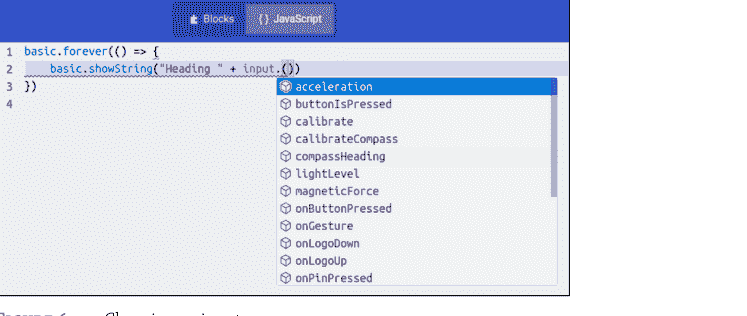 Blocks {} JavaScript
1 basic.forever(() => {
2 basic.showString("Heading " + input.())
3 })
4
acceleration
buttonIsPressed
calibrate
calibrateCompass
compassHeading
lightLevel
magneticForce
onButtonPressed
onGesture
onLogoDown
onLogoUp
onPinPressed